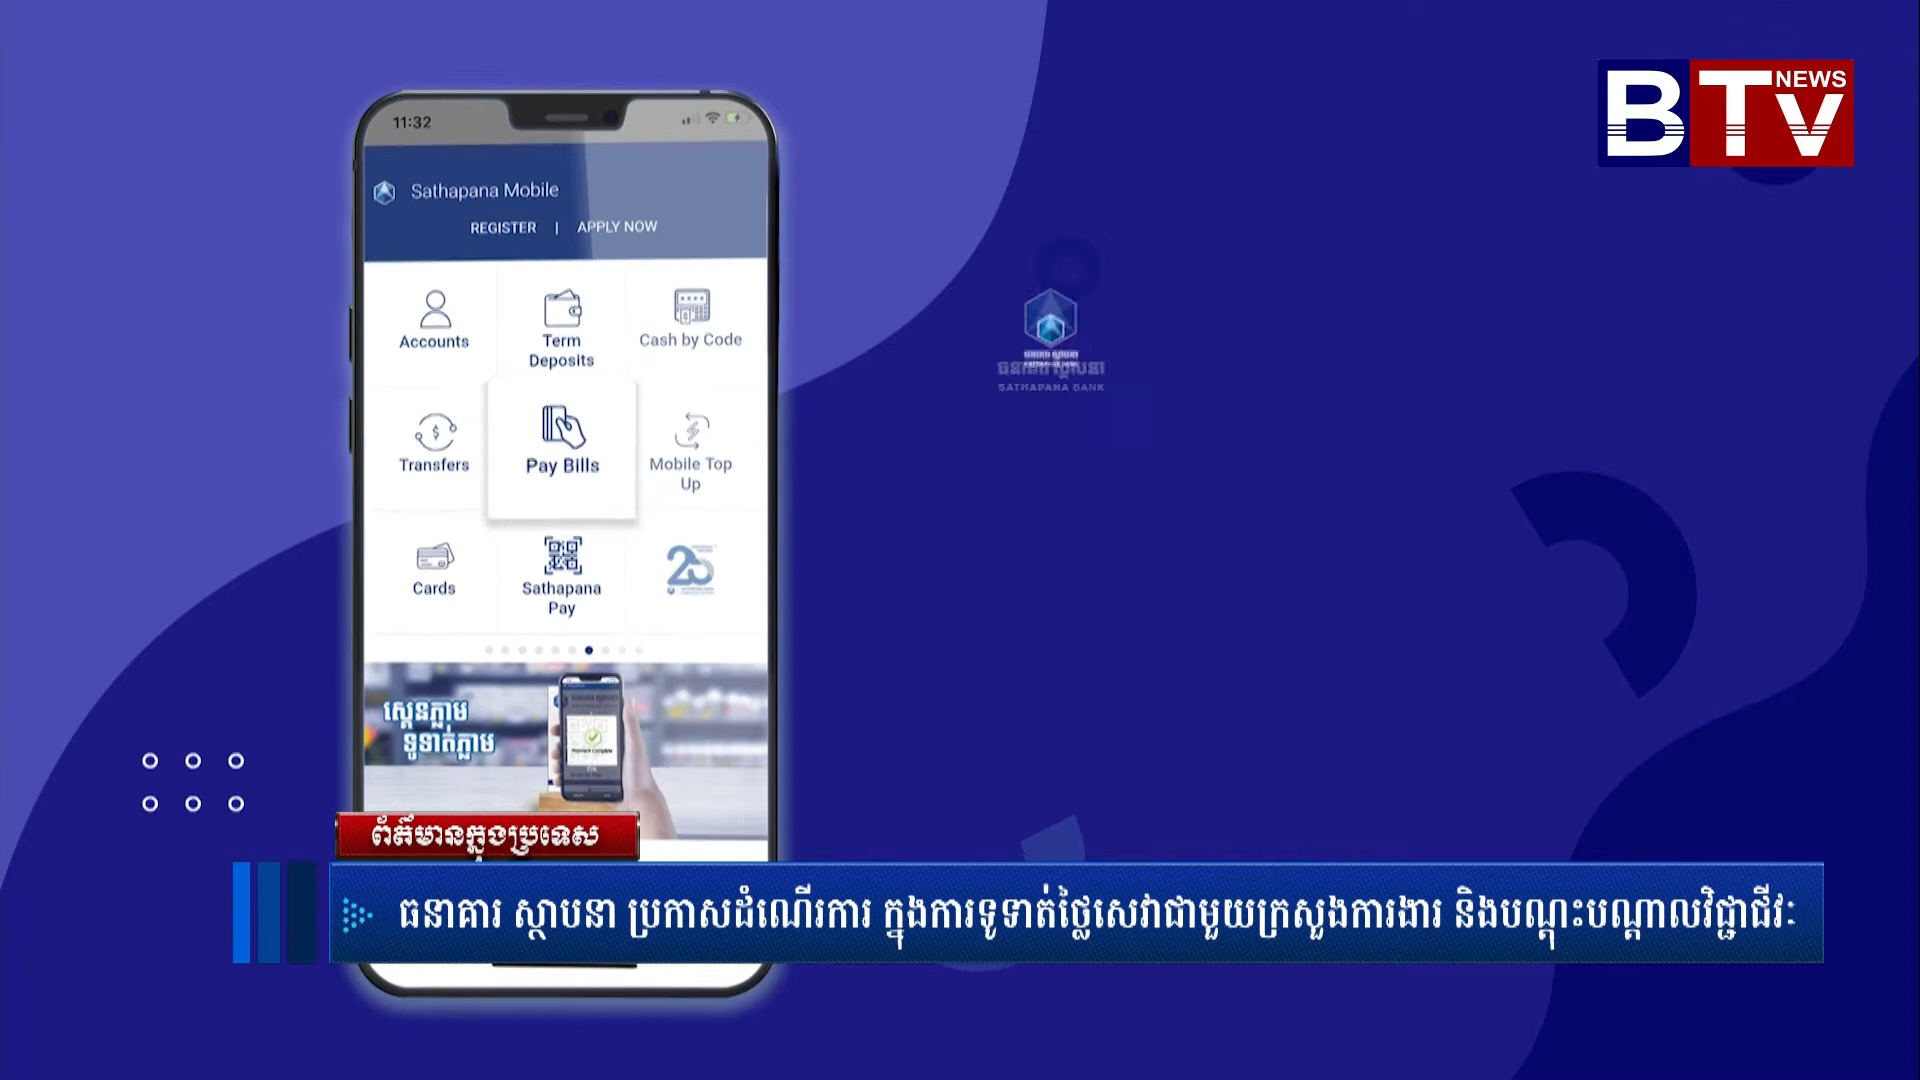 BTV NEWS
11:32
Sathapana Mobile
REGISTER | APPLY NOW
Accounts
Term
Deposits
Cash by Code
Transfers
Pay Bills
Mobile Top
Up
Cards
Sathapana
Pay
20
ស្កេនភ្លាម
ទូទាត់ភ្លាម
Payment Complete
SATHAPANA BANK
ព័ត៌មានក្នុងប្រទេស
ធនាគារ ស្ថាបនា ប្រកាសដំណើរការ ក្នុងការទូទាត់ថ្លៃសេវាជាមួយក្រសួងការងារ និងបណ្តុះបណ្តាលវិជ្ជាជីវៈ